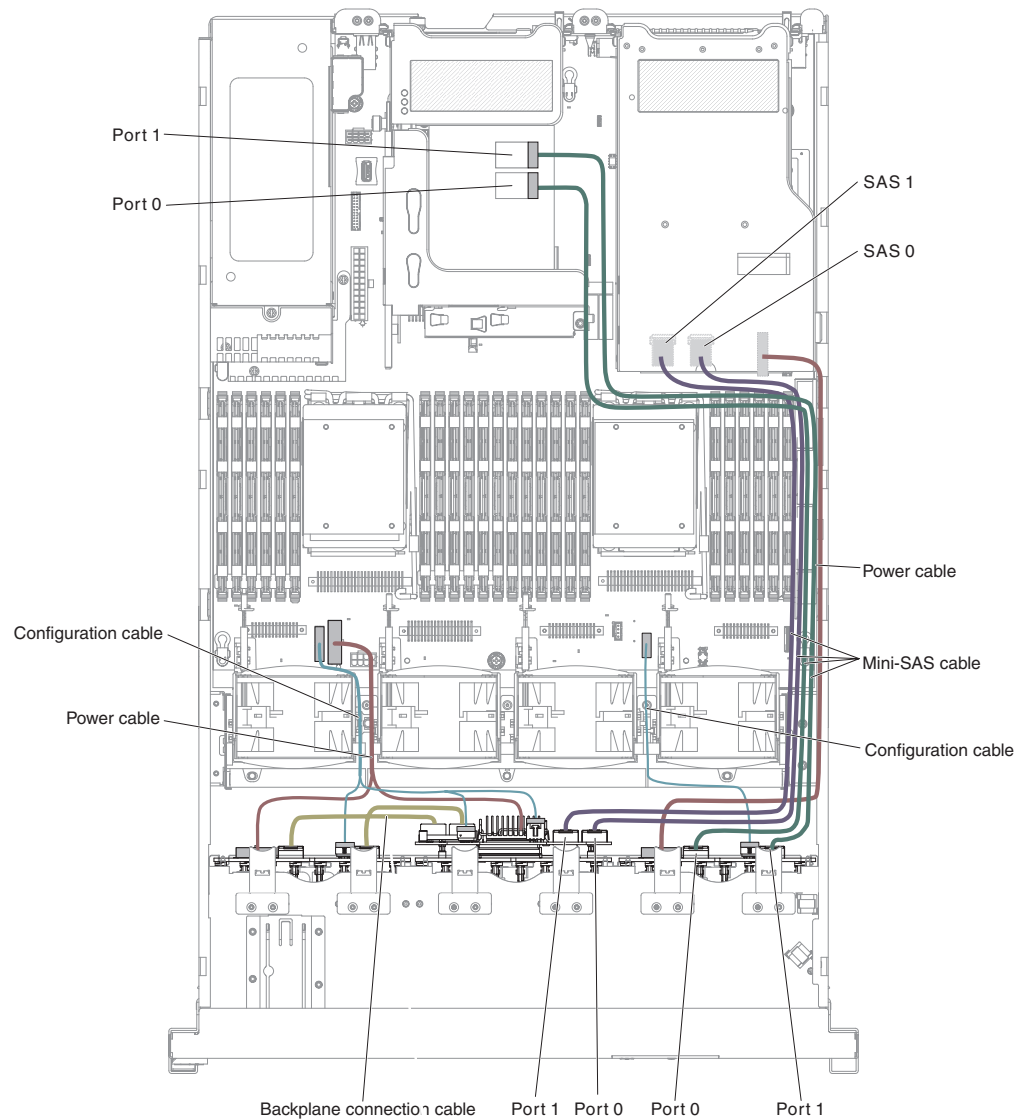 Port 1
Port 0
SAS 1
SAS 0
Power cable
Configuration cable
Mini-SAS cable
Power cable
Configuration cable
Backplane connection cable
Port 1
Port 0
Port 0
Port 1